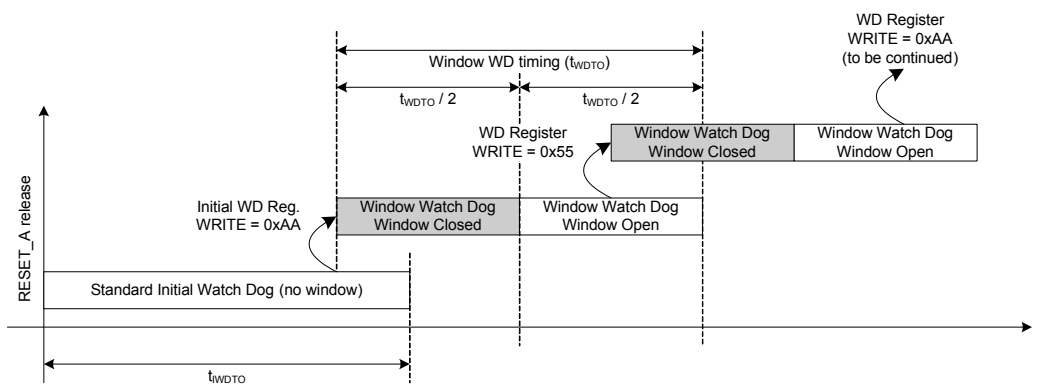 WD Register
WRITE = 0xAA
(to be continued)
Window WD timing (tWDTO)
tWDTO / 2
tWDTO / 2
WD Register
WRITE = 0x55
Window Watch Dog
Window Closed
Window Watch Dog
Window Open
Initial WD Reg.
WRITE = 0xAA
Window Watch Dog
Window Closed
Window Watch Dog
Window Open
RESET_A release
Standard Initial Watch Dog (no window)
tIWDTO